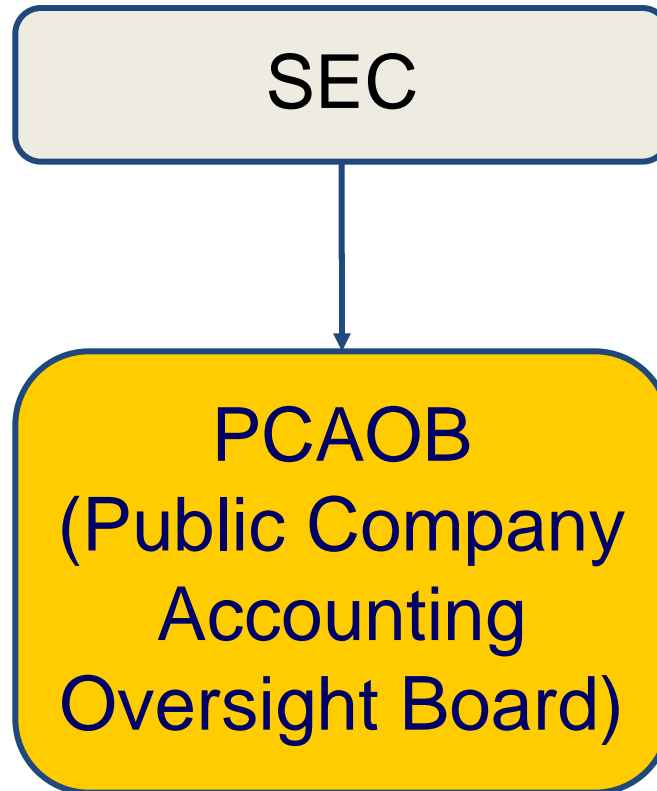 SEC
PCAOB
(Public Company
Accounting
Oversight Board)